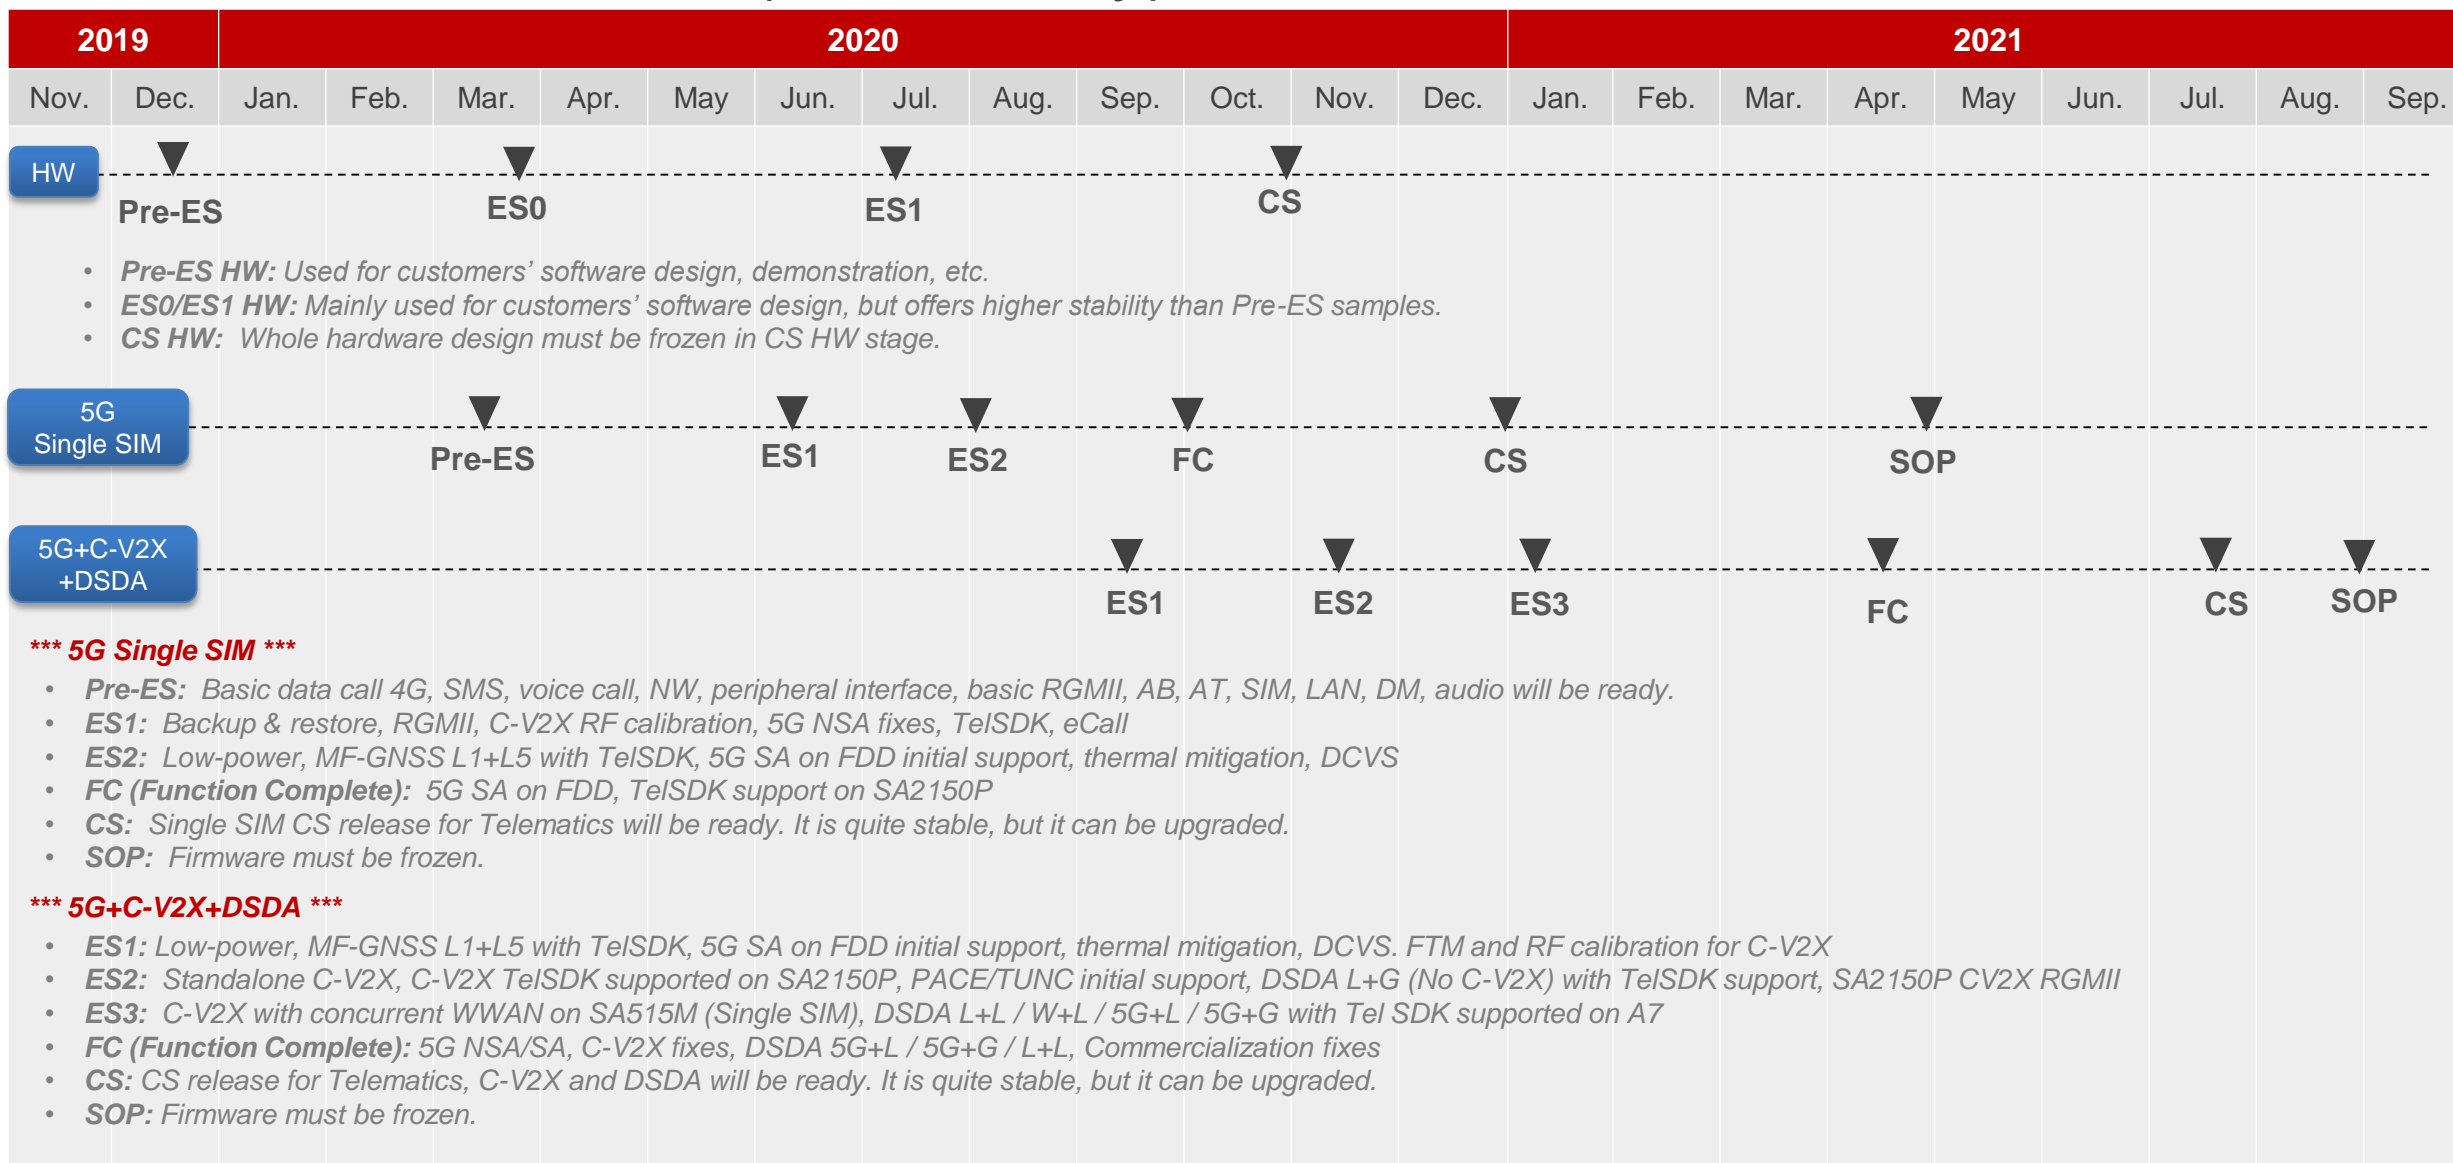 2019 2020 2021
Nov. Dec. Jan. Feb. Mar. Apr. May Jun. Jul. Aug. Sep. Oct. Nov. Dec. Jan. Feb. Mar. Apr. May Jun. Jul. Aug. Sep.
HW
Pre-ES ES0 ES1 CS
• Pre-ES HW: Used for customers’ software design, demonstration, etc.
• ES0/ES1 HW: Mainly used for customers’ software design, but offers higher stability than Pre-ES samples.
• CS HW: Whole hardware design must be frozen in CS HW stage.
5G
Single SIM
Pre-ES ES1 ES2 FC CS SOP
5G+C-V2X
+DSDA
ES1 ES2 ES3 FC CS SOP
*** 5G Single SIM ***
• Pre-ES: Basic data call 4G, SMS, voice call, NW, peripheral interface, basic RGMII, AB, AT, SIM, LAN, DM, audio will be ready.
• ES1: Backup & restore, RGMII, C-V2X RF calibration, 5G NSA fixes, TelSDK, eCall
• ES2: Low-power, MF-GNSS L1+L5 with TelSDK, 5G SA on FDD initial support, thermal mitigation, DCVS
• FC (Function Complete): 5G SA on FDD, TelSDK support on SA2150P
• CS: Single SIM CS release for Telematics will be ready. It is quite stable, but it can be upgraded.
• SOP: Firmware must be frozen.
*** 5G+C-V2X+DSDA ***
• ES1: Low-power, MF-GNSS L1+L5 with TelSDK, 5G SA on FDD initial support, thermal mitigation, DCVS. FTM and RF calibration for C-V2X
• ES2: Standalone C-V2X, C-V2X TelSDK supported on SA2150P, PACE/TUNC initial support, DSDA L+G (No C-V2X) with TelSDK support, SA2150P CV2X RGMII
• ES3: C-V2X with concurrent WWAN on SA515M (Single SIM), DSDA L+L / W+L / 5G+L / 5G+G with Tel SDK supported on A7
• FC (Function Complete): 5G NSA/SA, C-V2X fixes, DSDA 5G+L / 5G+G / L+L, Commercialization fixes
• CS: CS release for Telematics, C-V2X and DSDA will be ready. It is quite stable, but it can be upgraded.
• SOP: Firmware must be frozen.